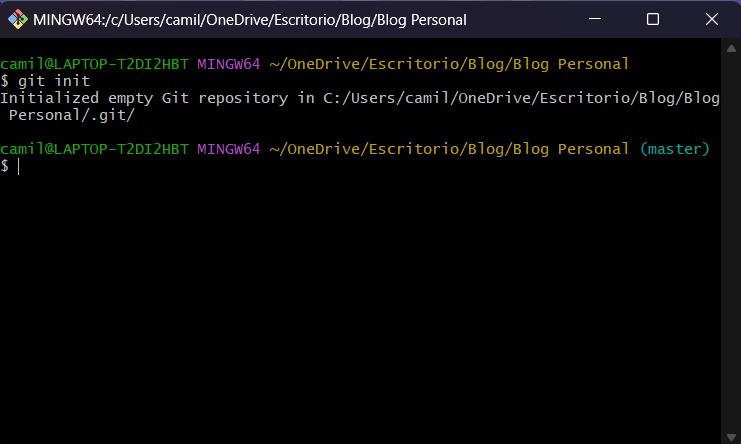 MINGW64:/c/Users/camil/OneDrive/Escritorio/Blog/Blog Personal
camil@LAPTOP-T2DI2HBT MINGW64 ~/OneDrive/Escritorio/Blog/Blog Personal
$ git init
Initialized empty Git repository in C:/Users/camil/OneDrive/Escritorio/Blog/Blog
Personal/.git/
camil@LAPTOP-T2DI2HBT MINGW64 ~/OneDrive/Escritorio/Blog/Blog Personal (master)
$